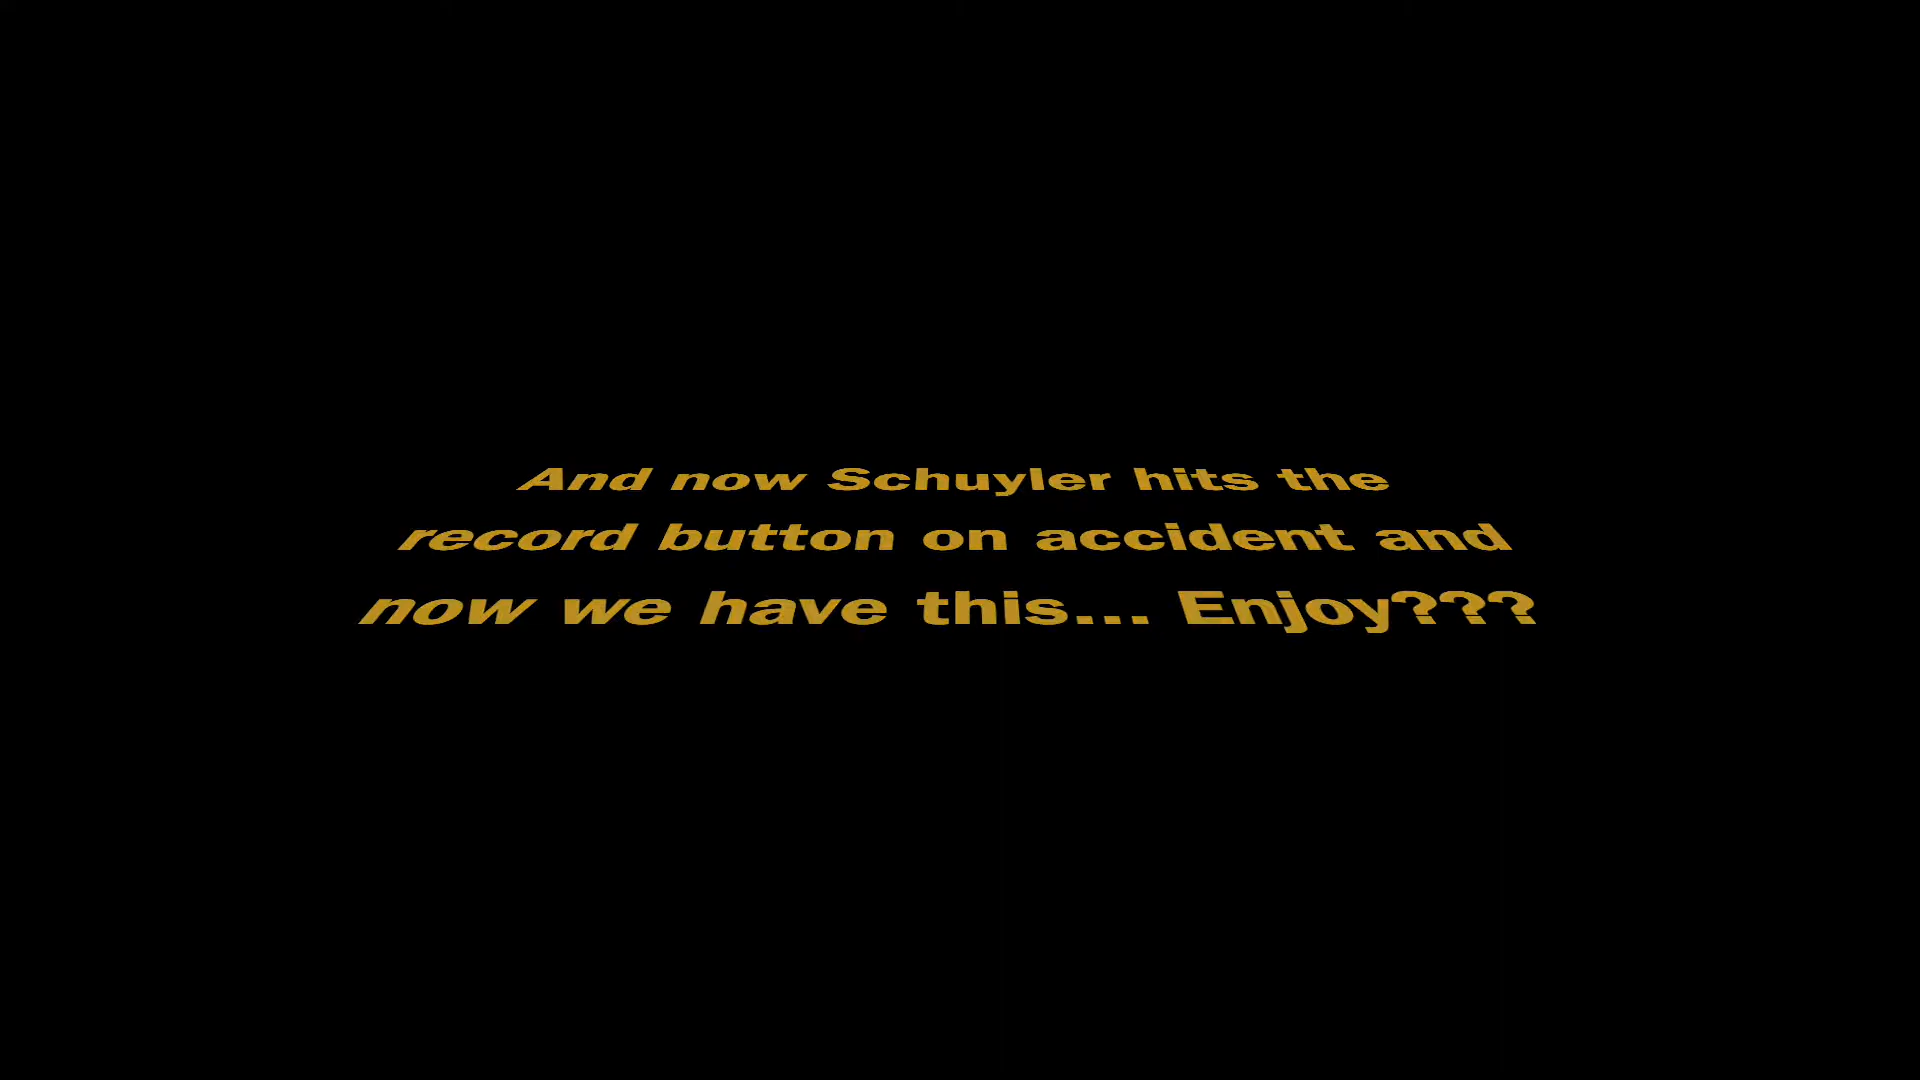 And now Schuyler hits the
record button on accident and
now we have this... Enjoy???